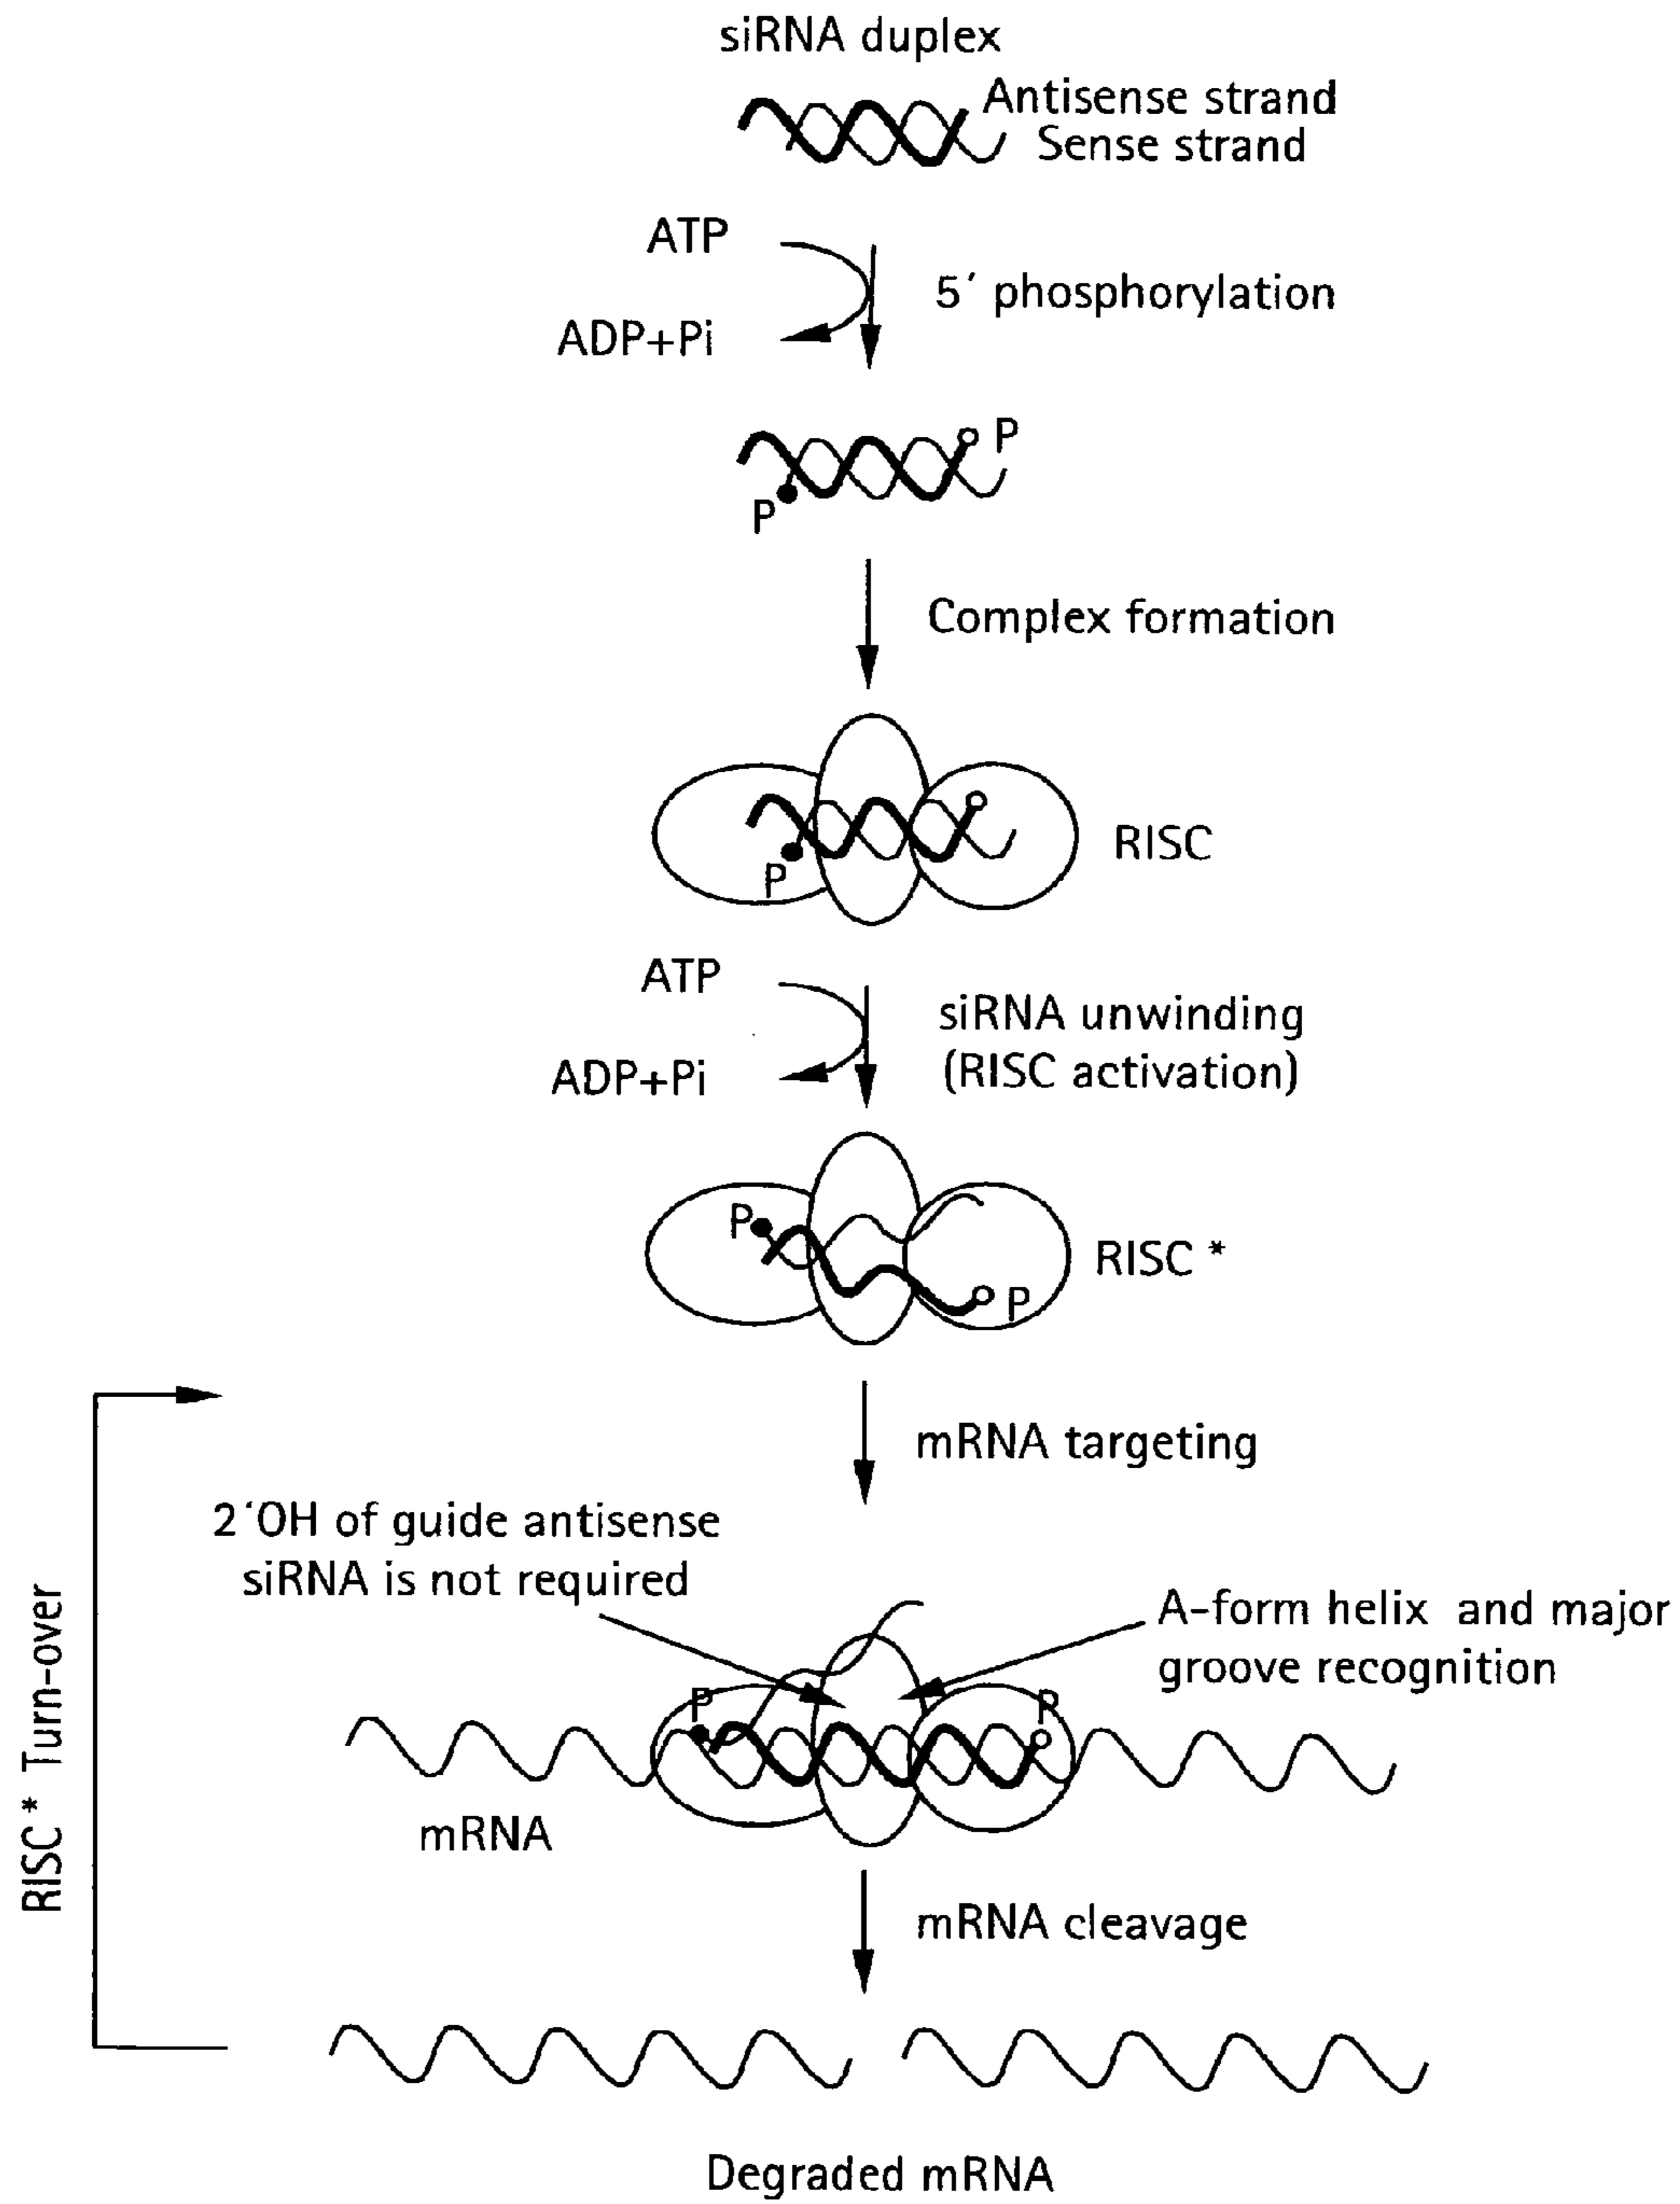 siRNA duplex
Antisense strand
Sense strand
ATP
5´ phosphorylation
ADP+Pi
P
P
Complex formation
RISC
P
ATP
siRNA unwinding
(RISC activation)
ADP+Pi
P
RISC *
P
mRNA targeting
2´OH of guide antisense
siRNA is not required
A-form helix and major
groove recognition
P
P
mRNA
RISC * Turn-over
mRNA cleavage
Degraded mRNA